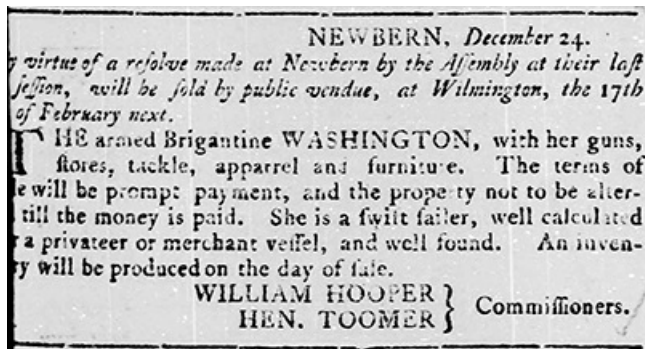 NEWBERN, December 24.
y virtue of a reſolve made at Newbern by the Aſſembly at their laſt
ſeſſion, will be ſold by public vendue, at Wilmington, the 17th
of February next.
THE armed Brigantine WASHINGTON, with her guns,
ſtores, tackle, apparrel and furniture. The terms of
le will be prompt payment, and the property not to be alter-
till the money is paid. She is a ſwift ſailer, well calculated
r a privateer or merchant veſſel, and well found. An inven-
ry will be produced on the day of ſale.
WILLIAM HOOPER
HEN. TOOMER } Commiſſioners.